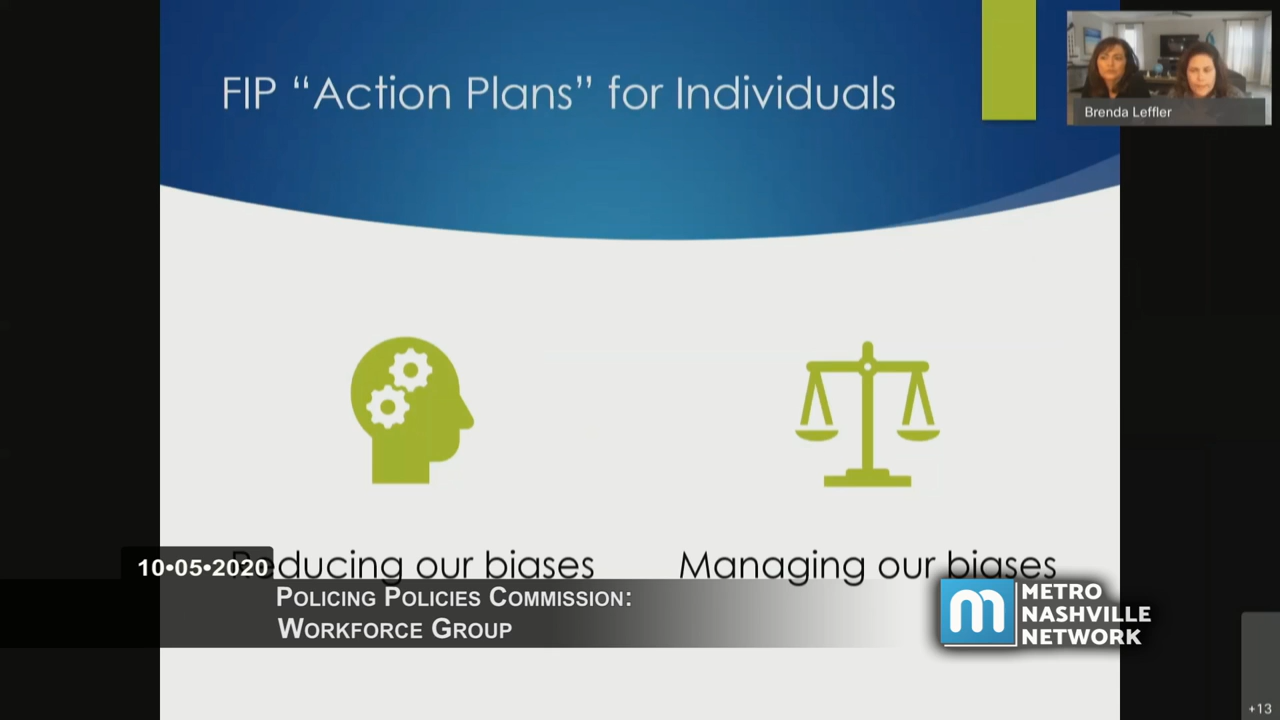 FIP “Action Plans” for Individuals
Brenda Leffler
Reducing our biases
Managing our biases
10•05•2020
Policing Policies Commission:
Workforce Group
m
METRO
NASHVILLE
NETWORK
+13